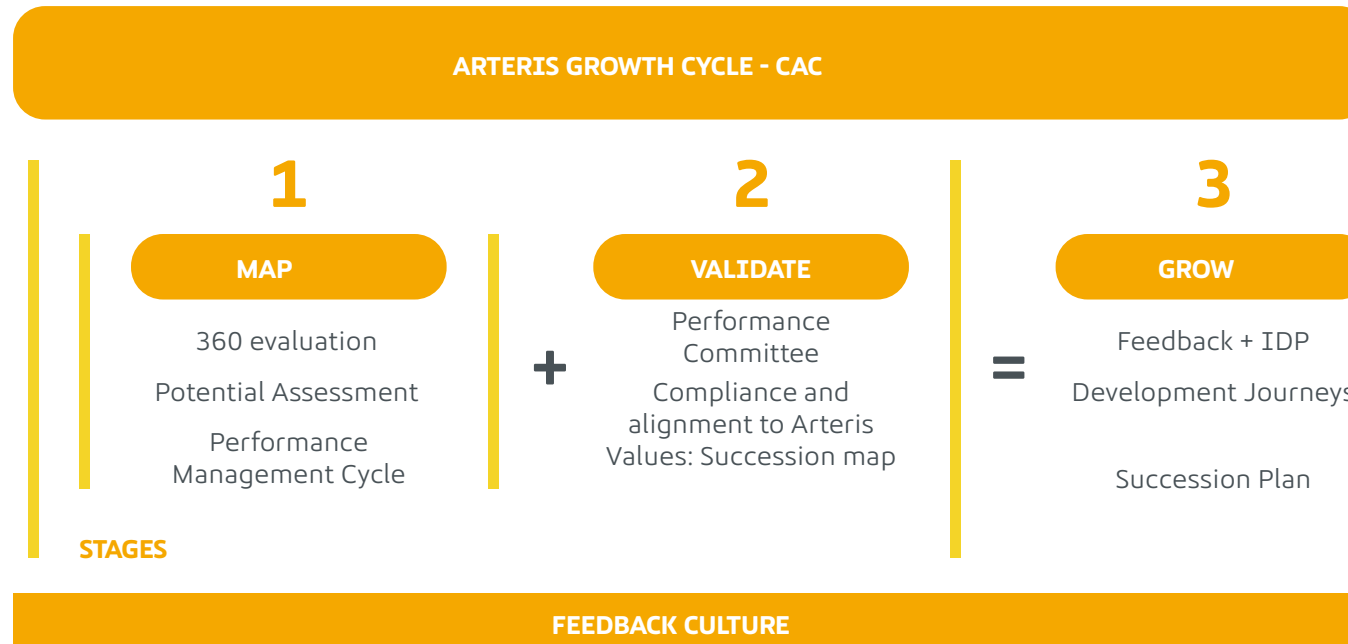 ARTERIS GROWTH CYCLE - CAC
1
MAP
360 evaluation
Potential Assessment
Performance
Management Cycle
+
2
VALIDATE
Performance
Committee
Compliance and
alignment to Arteris
Values: Succession map
=
3
GROW
Feedback + IDP
Development Journeys
Succession Plan
STAGES
FEEDBACK CULTURE